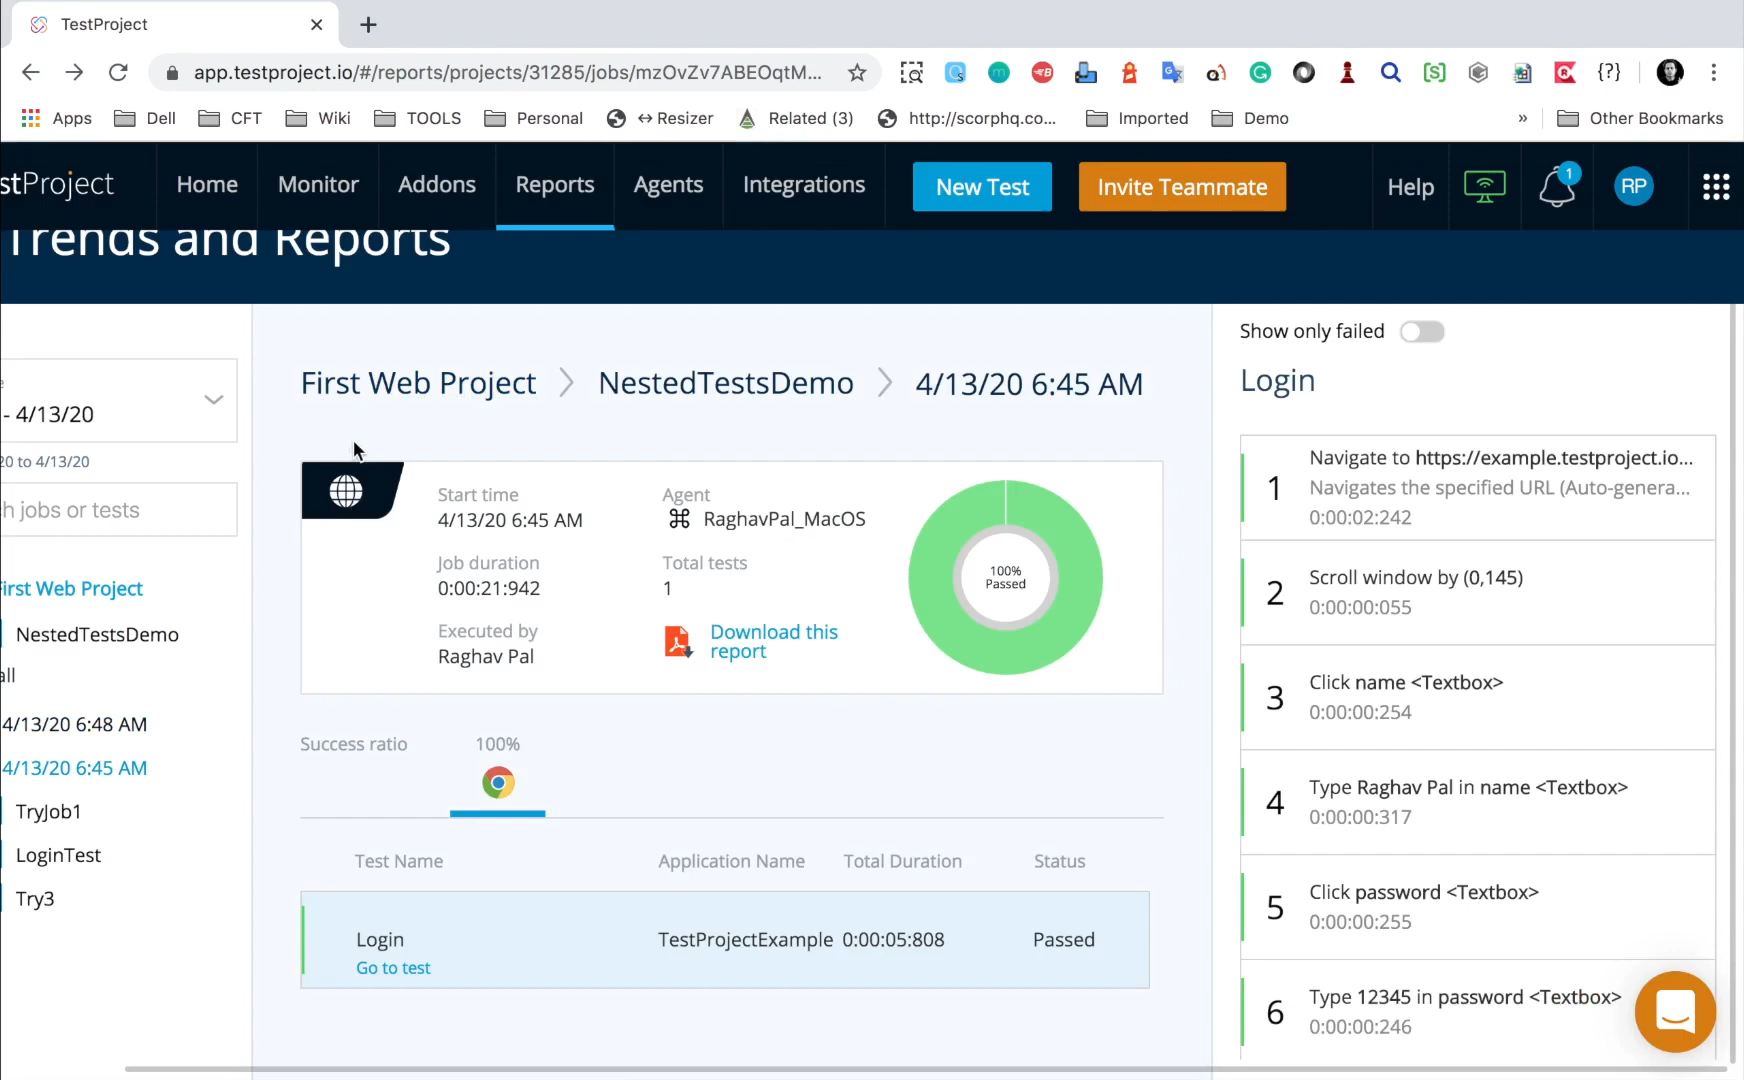 TestProject
app.testproject.io/#/reports/projects/31285/jobs/mzOvZv7ABEOqtM...
Apps Dell CFT Wiki TOOLS Personal ↔Resizer Related (3) http://scorphq.co... Imported Demo » Other Bookmarks
stProject Home Monitor Addons Reports Agents Integrations New Test Invite Teammate Help 1 RP
Trends and Reports
e
- 4/13/20
20 to 4/13/20
h jobs or tests
First Web Project
NestedTestsDemo
all
4/13/20 6:48 AM
4/13/20 6:45 AM
TryJob1
LoginTest
Try3
First Web Project > NestedTestsDemo > 4/13/20 6:45 AM
Start time
4/13/20 6:45 AM
Job duration
0:00:21:942
Executed by
Raghav Pal
Agent
RaghavPal_MacOS
Total tests
1
Download this
report
100%
Passed
Success ratio 100%
Test Name Application Name Total Duration Status
Login TestProjectExample 0:00:05:808 Passed
Go to test
Show only failed
Login
1 Navigate to https://example.testproject.io...
Navigates the specified URL (Auto-genera...
0:00:02:242
2 Scroll window by (0,145)
0:00:00:055
3 Click name <Textbox>
0:00:00:254
4 Type Raghav Pal in name <Textbox>
0:00:00:317
5 Click password <Textbox>
0:00:00:255
6 Type 12345 in password <Textbox>
0:00:00:246